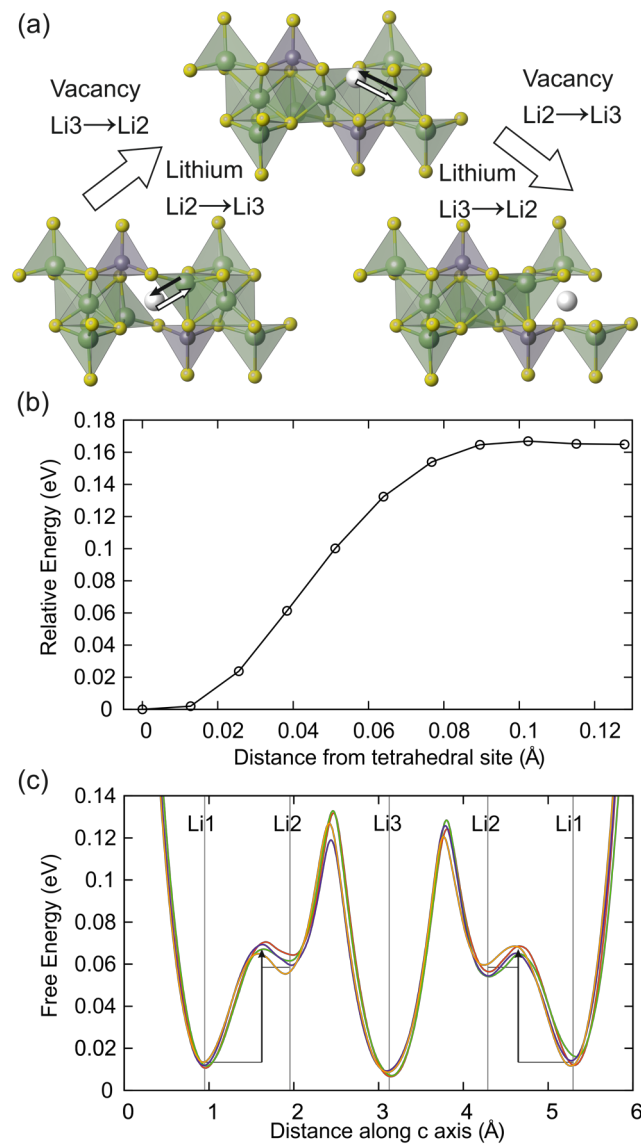 (a)
Vacancy
Li3→Li2
Lithium
Li2→Li3
Vacancy
Li2→Li3
Lithium
Li3→Li2
(b)
0.18
0.16
0.14
0.12
0.1
0.08
0.06
0.04
0.02
0
Relative Energy (eV)
0 0.02 0.04 0.06 0.08 0.1 0.12
Distance from tetrahedral site (Å)
(c)
0.14
0.12
0.1
0.08
0.06
0.04
0.02
0
Free Energy (eV)
Li1 Li2 Li3 Li2 Li1
0 1 2 3 4 5 6
Distance along c axis (Å)